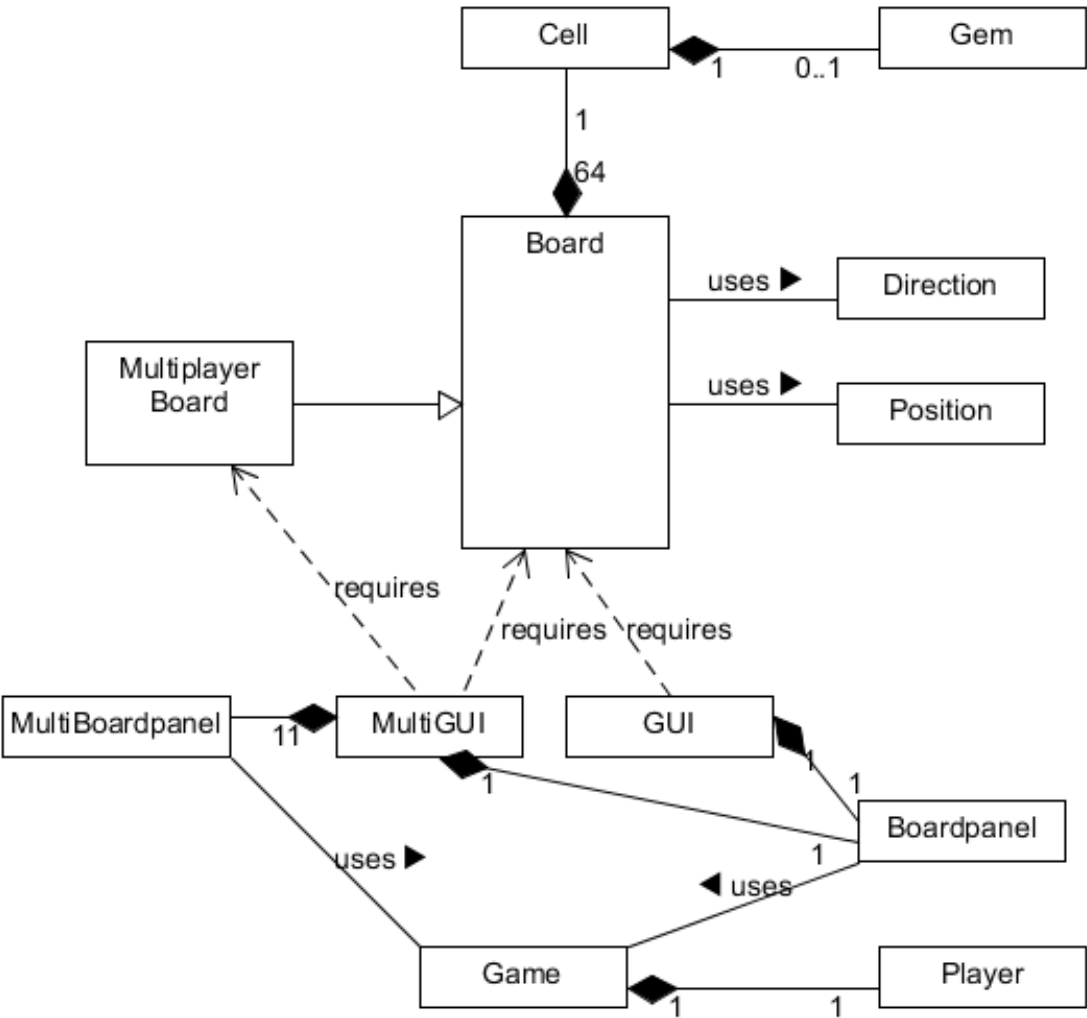 Cell
Gem
1
0..1
1
64
Board
uses ▶
Direction
Multiplayer
Board
uses ▶
Position
requires
requires
requires
MultiBoardpanel
11
MultiGUI
GUI
1
1
1
1
Boardpanel
1
uses ▶
◀ uses
Game
Player
1
1